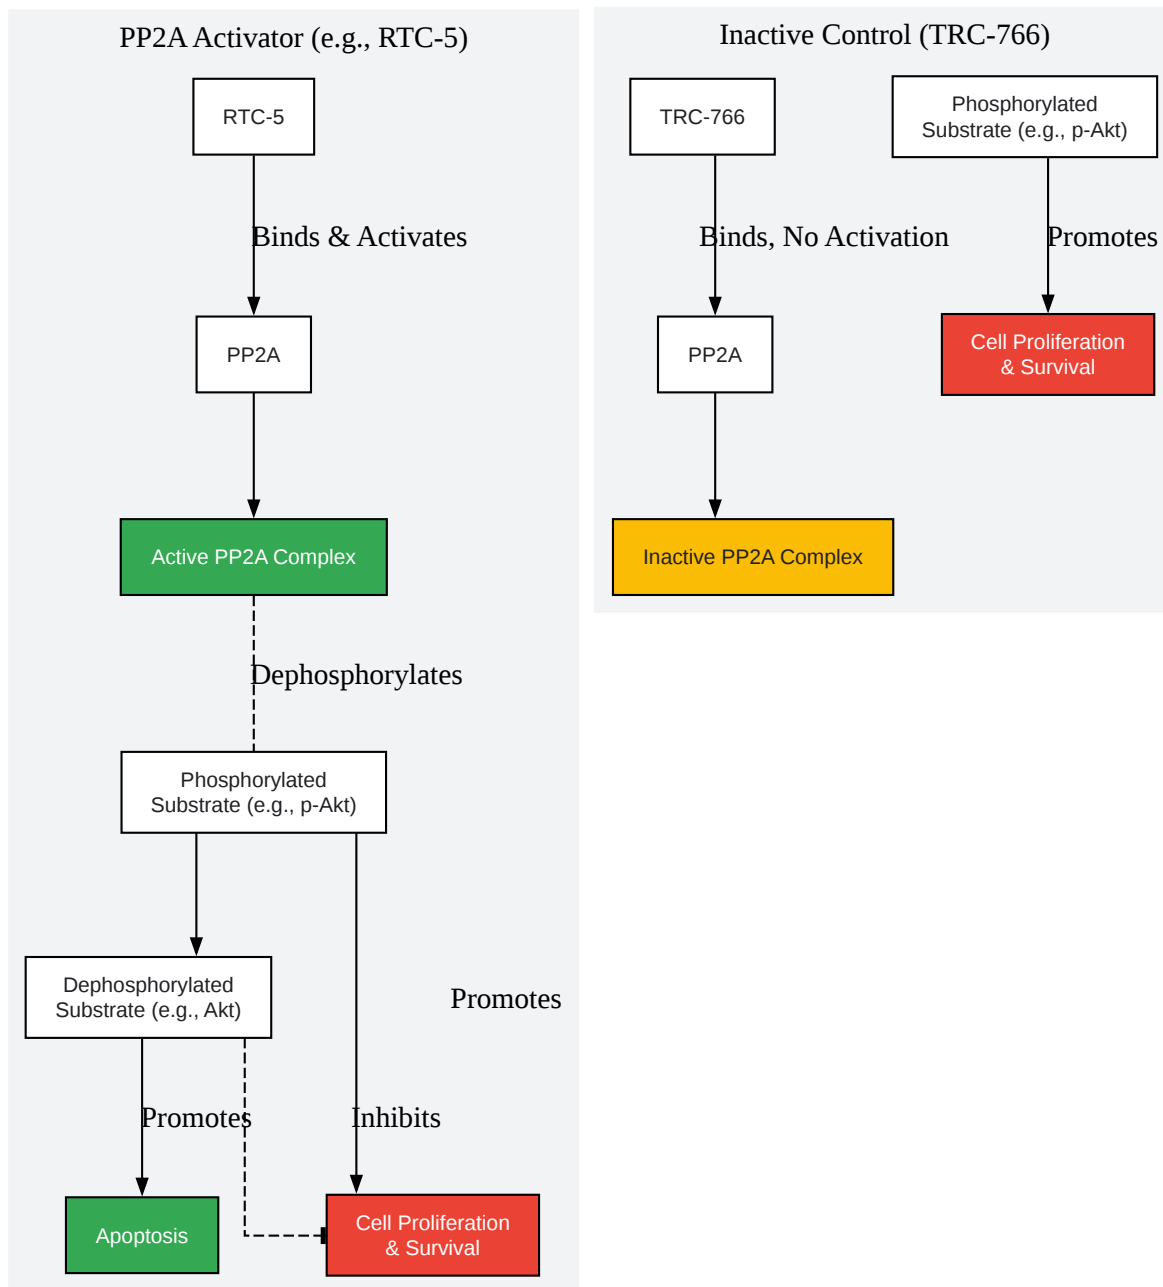 PP2A Activator (e.g., RTC-5)
RTC-5
Binds & Activates
PP2A
Active PP2A Complex
Dephosphorylates
Phosphorylated
Substrate (e.g., p-Akt)
Dephosphorylated
Substrate (e.g., Akt)
Promotes
Promotes
Inhibits
Apoptosis
Cell Proliferation
& Survival
Inactive Control (TRC-766)
TRC-766
Phosphorylated
Substrate (e.g., p-Akt)
Binds, No Activation
Promotes
PP2A
Cell Proliferation
& Survival
Inactive PP2A Complex